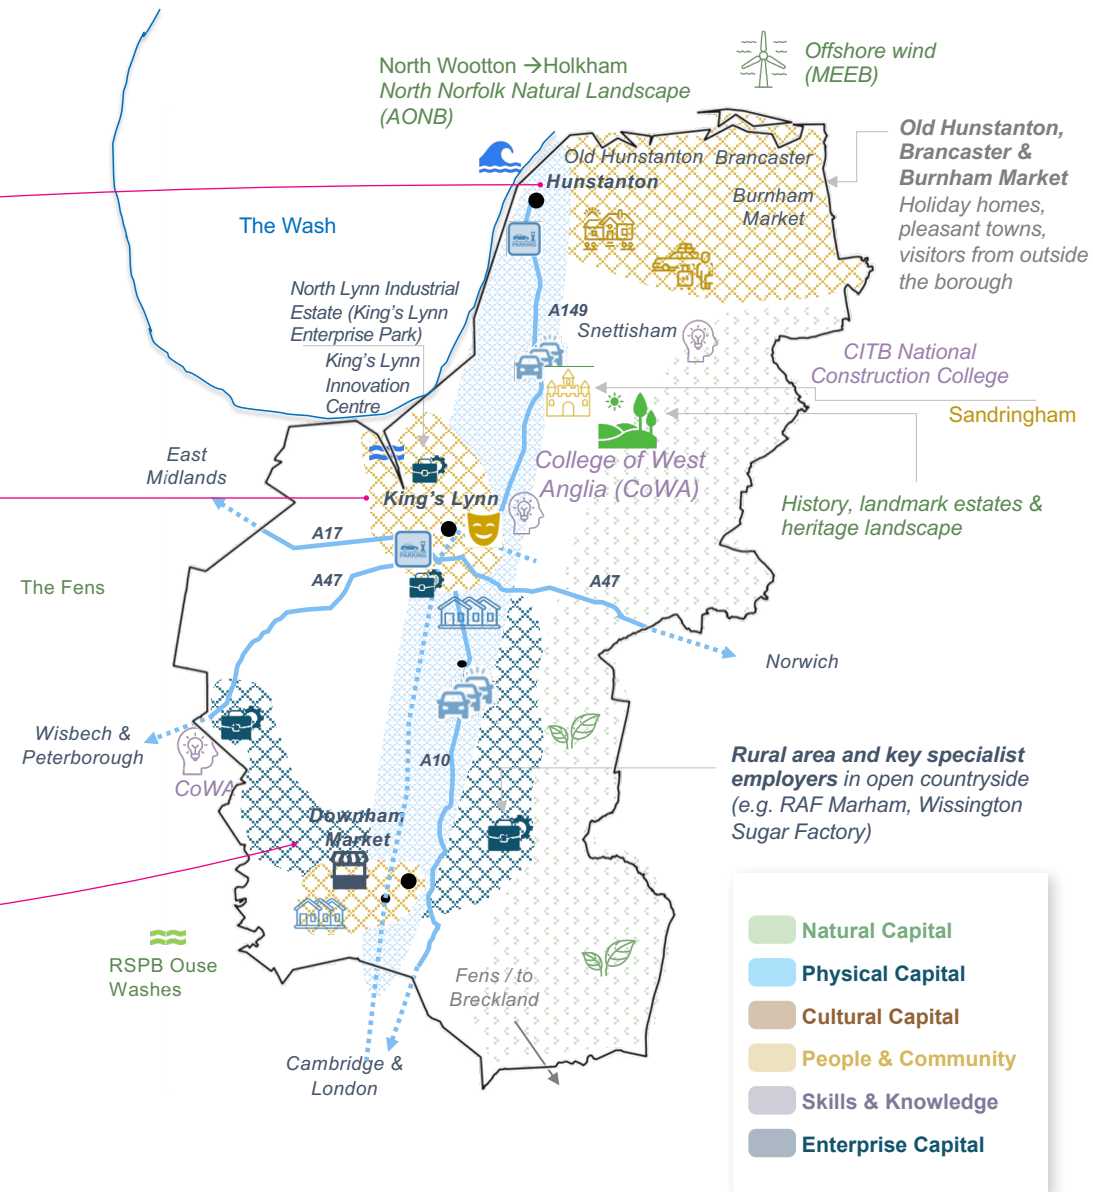 North Wootton →Holkham
North Norfolk Natural Landscape
(AONB)
Offshore wind
(MEEB)
Old Hunstanton,
Brancaster &
Burnham Market
Holiday homes,
pleasant towns,
visitors from outside
the borough
Old Hunstanton
Brancaster
Hunstanton
Burnham
Market
The Wash
PARKING
North Lynn Industrial
Estate (King's Lynn
Enterprise Park)
King's Lynn
Innovation
Centre
A149
Snettisham
CITB National
Construction College
Sandringham
East
Midlands
College of West
Anglia (CoWA)
King's Lynn
History, landmark estates &
heritage landscape
A17
PARKING
A47
A47
The Fens
Norwich
Wisbech &
Peterborough
CoWA
A10
Rural area and key specialist
employers in open countryside
(e.g. RAF Marham, Wissington
Sugar Factory)
Downham
Market
RSPB Ouse
Washes
Fens / to
Breckland
Cambridge &
London
Natural Capital
Physical Capital
Cultural Capital
People & Community
Skills & Knowledge
Enterprise Capital